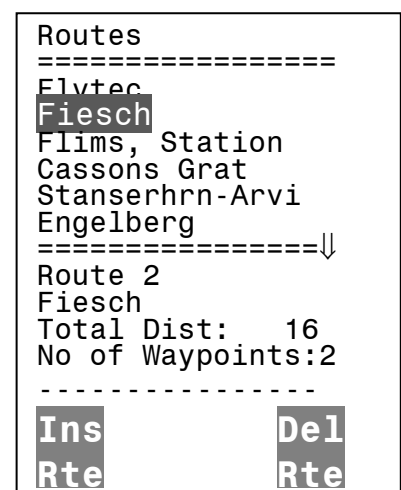 Routes
=================
Flytec
Fiesch
Flims, Station
Cassons Grat
Stanserhrn-Arvi
Engelberg
================⇓
Route 2
Fiesch
Total Dist:   16
No of Waypoints:2
----------------
Ins Del
Rte Rte